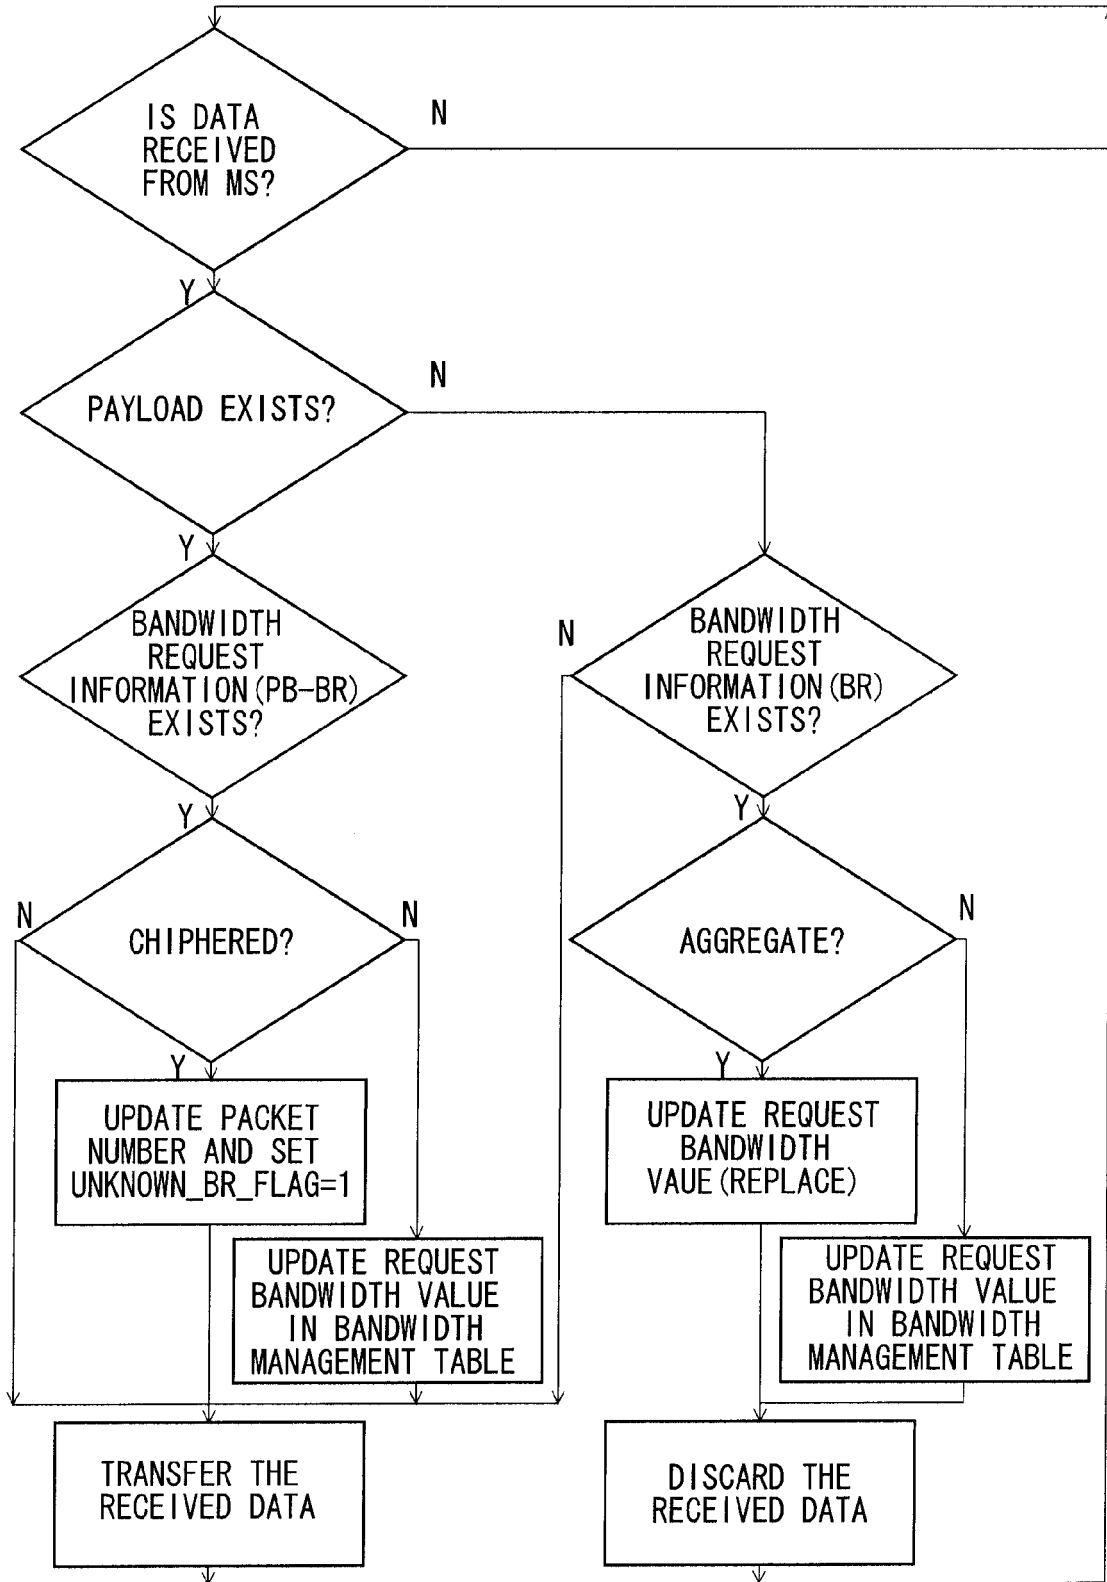 IS DATA
RECEIVED
FROM MS?
N
Y
PAYLOAD EXISTS?
N
Y
BANDWIDTH
REQUEST
INFORMATION(PB-BR)
EXISTS?
N
BANDWIDTH
REQUEST
INFORMATION(BR)
EXISTS?
Y
Y
N
CHIPHERED?
N
AGGREGATE?
N
Y
Y
UPDATE PACKET
NUMBER AND SET
UNKNOWN_BR_FLAG=1
UPDATE REQUEST
BANDWIDTH
VAUE(REPLACE)
UPDATE REQUEST
BANDWIDTH VALUE
IN BANDWIDTH
MANAGEMENT TABLE
UPDATE REQUEST
BANDWIDTH VALUE
IN BANDWIDTH
MANAGEMENT TABLE
TRANSFER THE
RECEIVED DATA
DISCARD THE
RECEIVED DATA